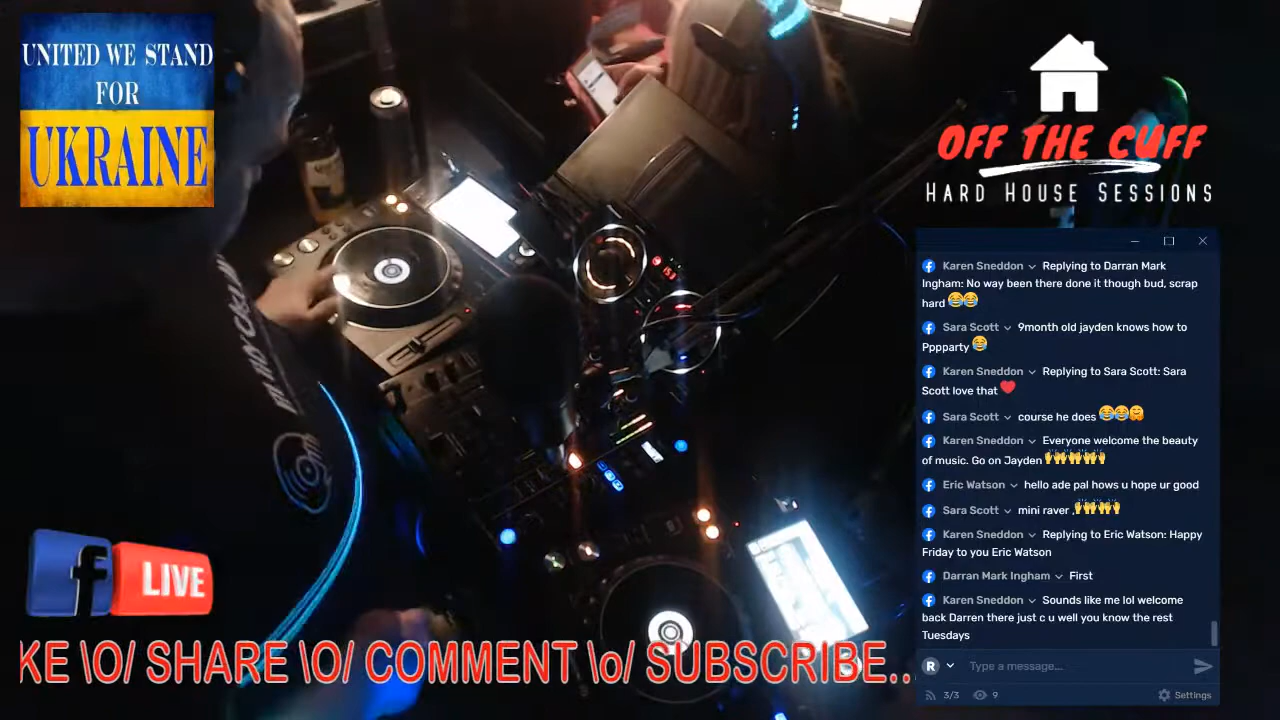 UNITED WE STAND
FOR
UKRAINE
OFF THE CUFF
HARD HOUSE SESSIONS
Karen Sneddon Replying to Darran Mark
Ingham: No way been there done it though bud, scrap
hard 😂😂
Sara Scott 9month old jayden knows how to
Pppparty 😂
Karen Sneddon Replying to Sara Scott: Sara
Scott love that ❤️
Sara Scott course he does 😂😂🤗
Karen Sneddon Everyone welcome the beauty
of music. Go on Jayden 🙌🙌🙌🙌🙌
Eric Watson hello ade pal hows u hope ur good
Sara Scott mini raver ,🙌🙌🙌🙌
Karen Sneddon Replying to Eric Watson: Happy
Friday to you Eric Watson
Darran Mark Ingham First
Karen Sneddon Sounds like me lol welcome
back Darren there just c u well you know the rest
Tuesdays
R Type a message...
3/3 9 Settings
f LIVE
KE \O/ SHARE \O/ COMMENT \o/ SUBSCRIBE...